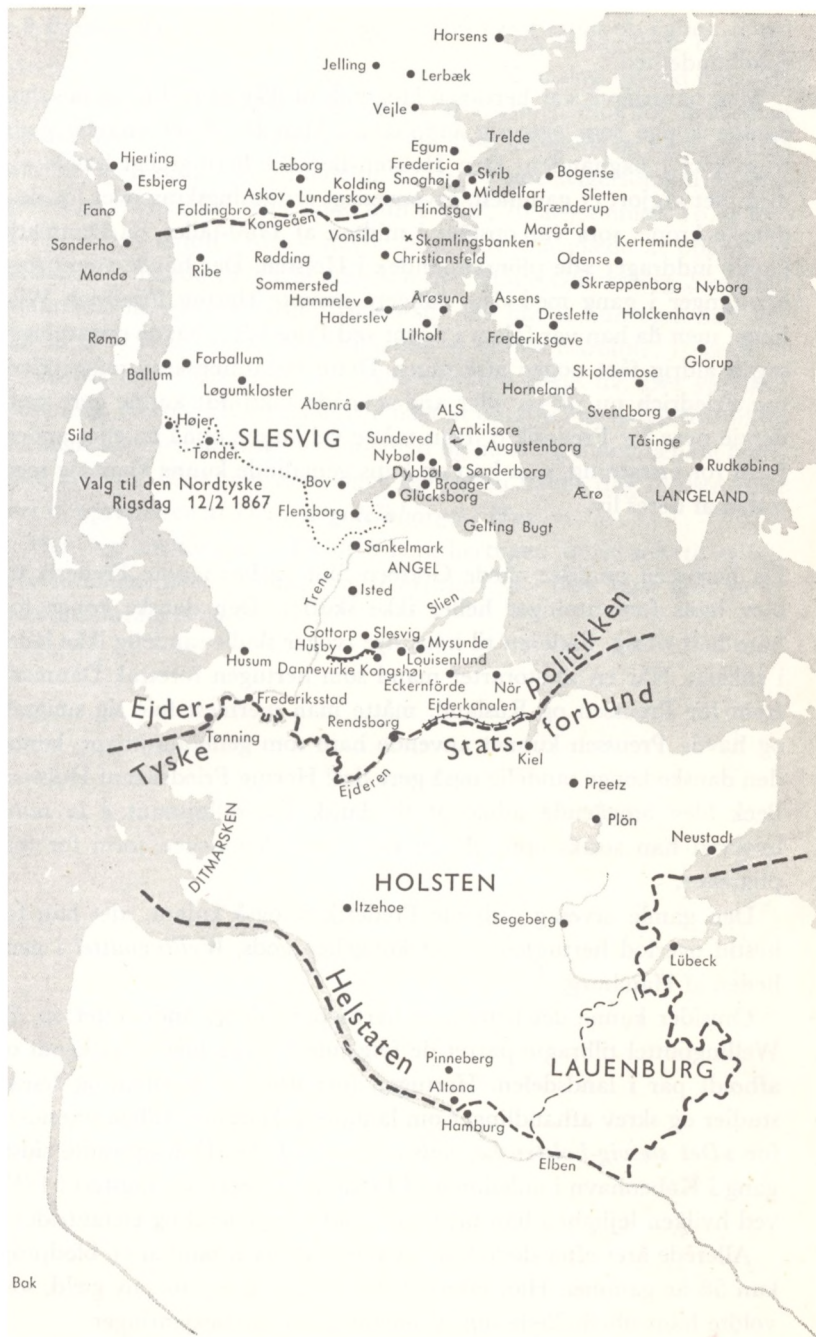 Horsens
Jelling
Lerbæk
Vejle
Egum
Trelde
Hjerting
Esbjerg
Læborg
Fredericia
Snoghøj
Strib
Bogense
Kolding
Askov
Lunderskov
Middelfart
Sletten
Fanø
Foldingbro
Kongeåen
Hindsgavl
Brænderup
Sønderho
Vonsild
Skamlingsbanken
Margård
Kerteminde
Mandø
Ribe
Rødding
Christiansfeld
Odense
Sommersted
Skræppenborg
Nyborg
Hammelev
Årøsund
Assens
Haderslev
Dreslette
Holckenhavn
Lilholt
Frederiksgave
Rømø
Forballum
Ballum
Glorup
Skjoldemose
Løgumkloster
Horneland
Åbenrå
ALS
Svendborg
Højer
Arnkilsøre
Sild
SLESVIG
Sundeved
Augustenborg
Tåsinge
Tønder
Nybøl
Dybbøl
Sønderborg
Rudkøbing
Valg til den Nordtyske
Rigsdag 12/2 1867
Bov
Broager
Glücksborg
Ærø
LANGELAND
Flensborg
Gelting Bugt
Sankelmark
ANGEL
Trene
Isted
Slien
Gottorp
Slesvig
Husum
Husby
Mysunde
Dannevirke
Kongshøj
Louisenlund
Eckernförde
Nör
Ejder-
politikken
Frederiksstad
Ejderkanalen
Tønning
Rendsborg
Tyske
Stats-
forbund
Kiel
Ejderen
Preetz
Plön
DITMARSKEN
Neustadt
HOLSTEN
Itzehoe
Segeberg
Lübeck
Helstaten
Pinneberg
LAUENBURG
Altona
Hamburg
Elben
Bak